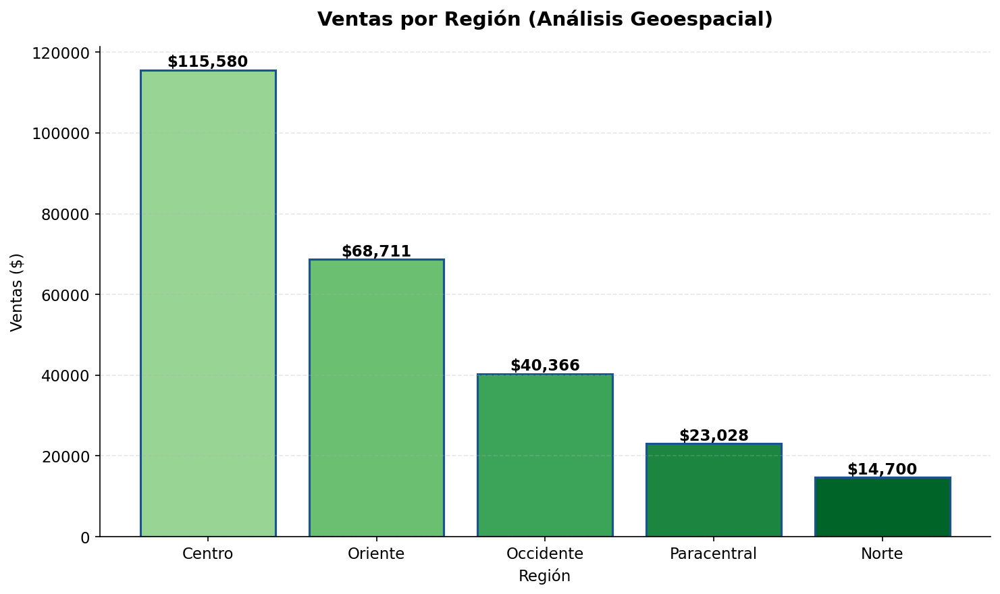 Ventas por Región (Análisis Geoespacial)
120000
100000
80000
60000
40000
20000
0
Ventas ($)
$115,580
$68,711
$40,366
$23,028
$14,700
Centro
Oriente
Occidente
Paracentral
Norte
Región